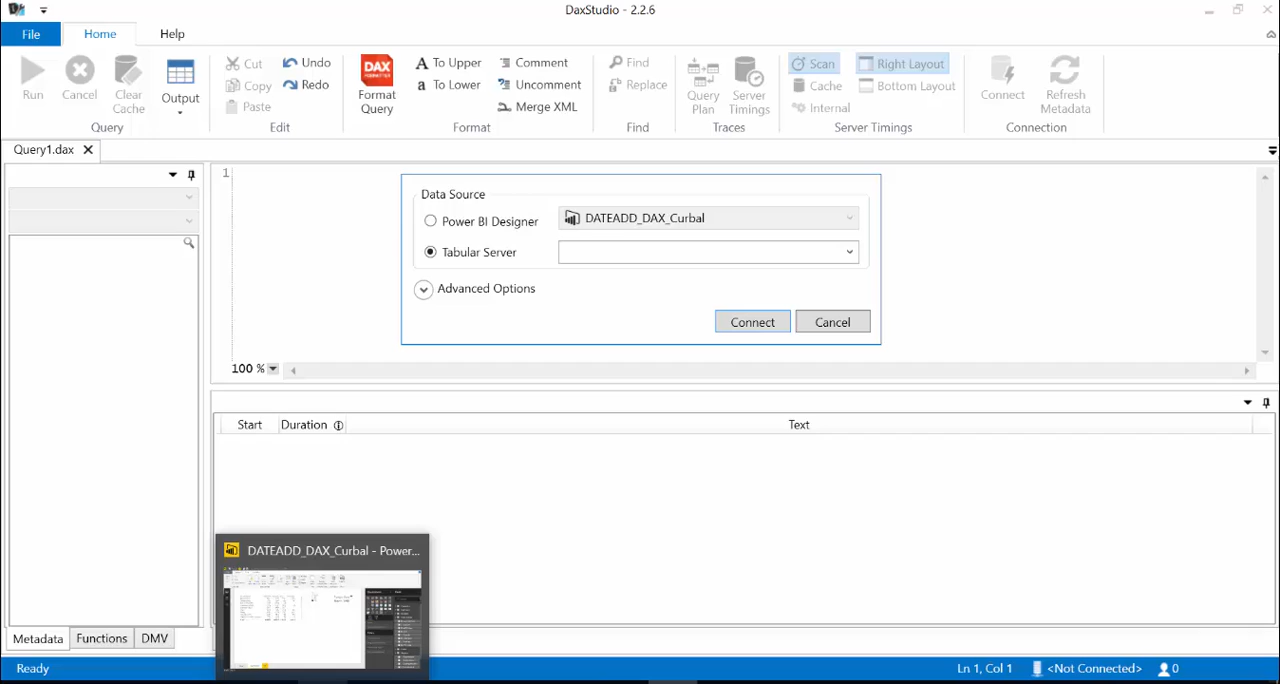 DaxStudio - 2.2.6
File Home Help
Run Cancel Clear Cache Output
Query
Cut Undo
Copy Redo
Paste
Edit
DAX FORMATTER
Format Query
To Upper Comment
To Lower Uncomment
Merge XML
Format
Find
Replace
Find
Query Plan Server Timings
Traces
Scan Right Layout
Cache Bottom Layout
Internal
Server Timings
Connect Refresh Metadata
Connection
Query1.dax
1
Data Source
Power BI Designer DATEADD_DAX_Curbal
Tabular Server
Advanced Options
Connect Cancel
100 %
Start Duration Text
DATEADD_DAX_Curbal - Power...
Metadata Functions DMV
Ready Ln 1, Col 1 <Not Connected> 0